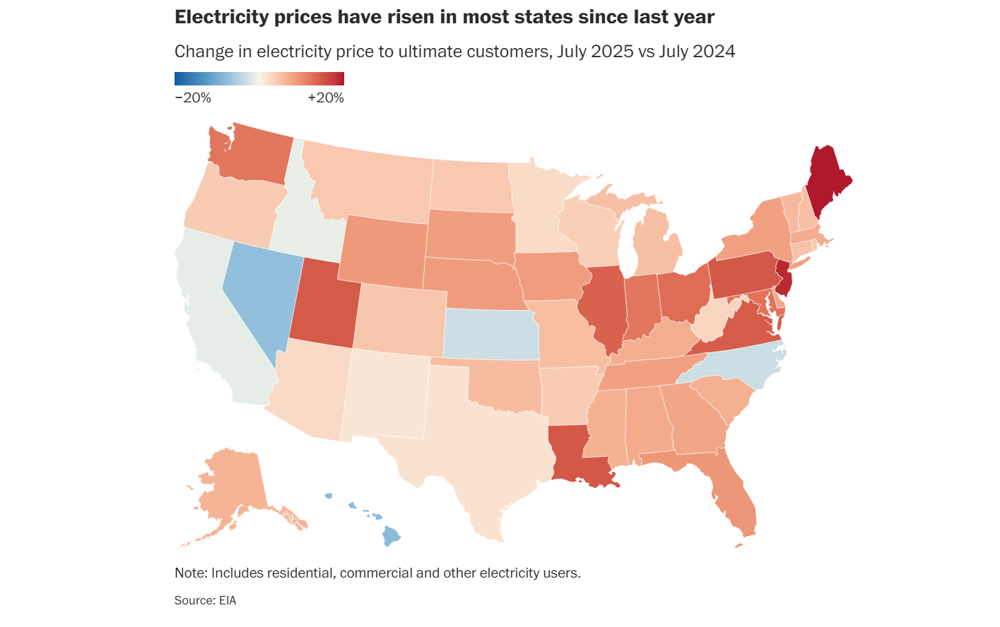 Electricity prices have risen in most states since last year
Change in electricity price to ultimate customers, July 2025 vs July 2024
−20% +20%
Note: Includes residential, commercial and other electricity users.
Source: EIA